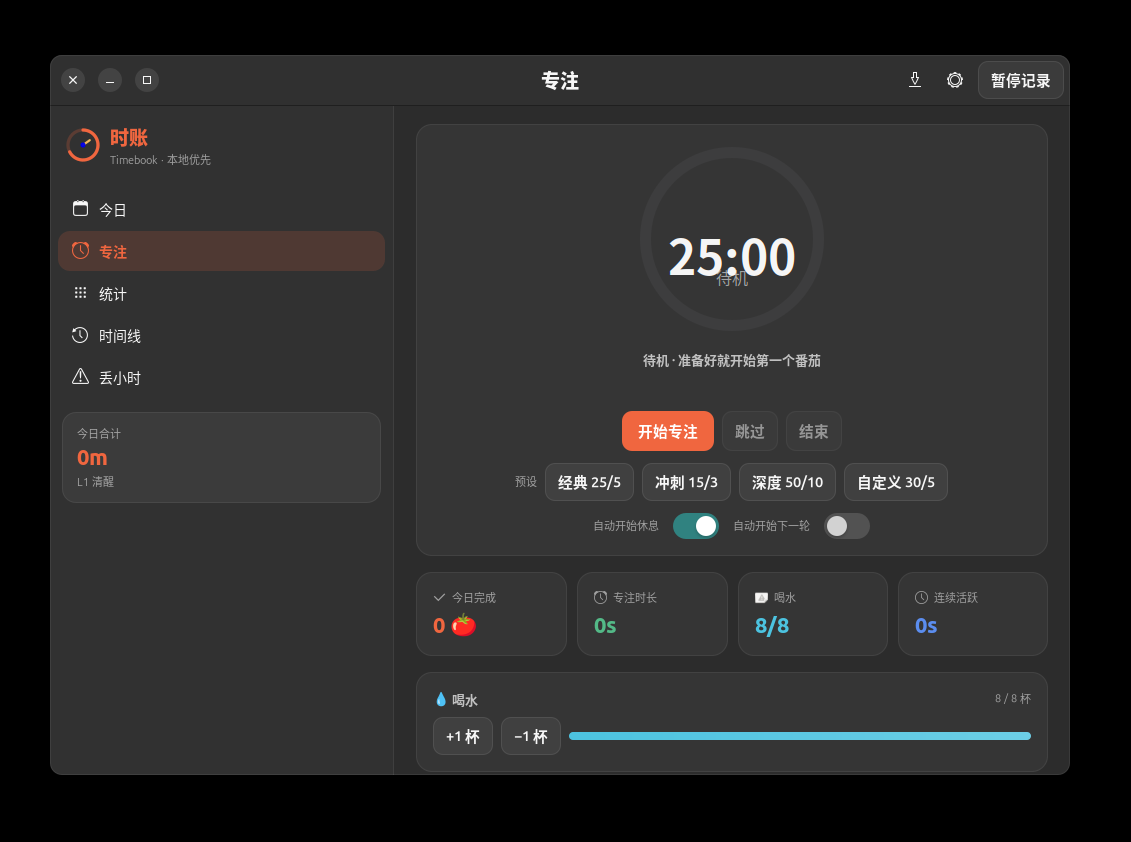 专注
暂停记录
时账
Timebook · 本地优先
今日
专注
统计
时间线
丢小时
今日合计
0m
L1 清醒
25:00
待机
待机 · 准备好就开始第一个番茄
开始专注 跳过 结束
预设 经典 25/5 冲刺 15/3 深度 50/10 自定义 30/5
自动开始休息 自动开始下一轮
今日完成
0 🍅
专注时长
0s
喝水
8/8
连续活跃
0s
💧 喝水 8 / 8 杯
+1 杯 −1 杯